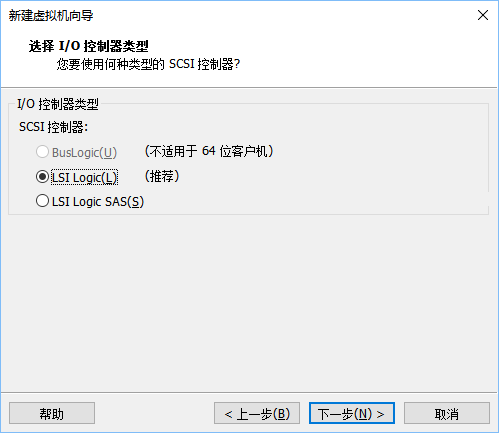 新建虚拟机向导
选择 I/O 控制器类型
您要使用何种类型的 SCSI 控制器?
I/O 控制器类型
SCSI 控制器:
BusLogic(U) (不适用于 64 位客户机)
LSI Logic(L) (推荐)
LSI Logic SAS(S)
帮助 < 上一步(B) 下一步(N) > 取消